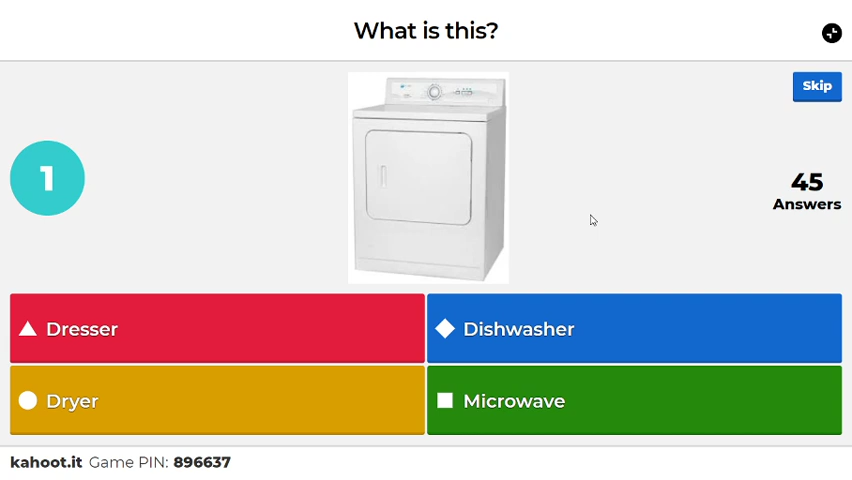 What is this?
Skip
1
45
Answers
Dresser
Dishwasher
Dryer
Microwave
kahoot.it Game PIN: 896637